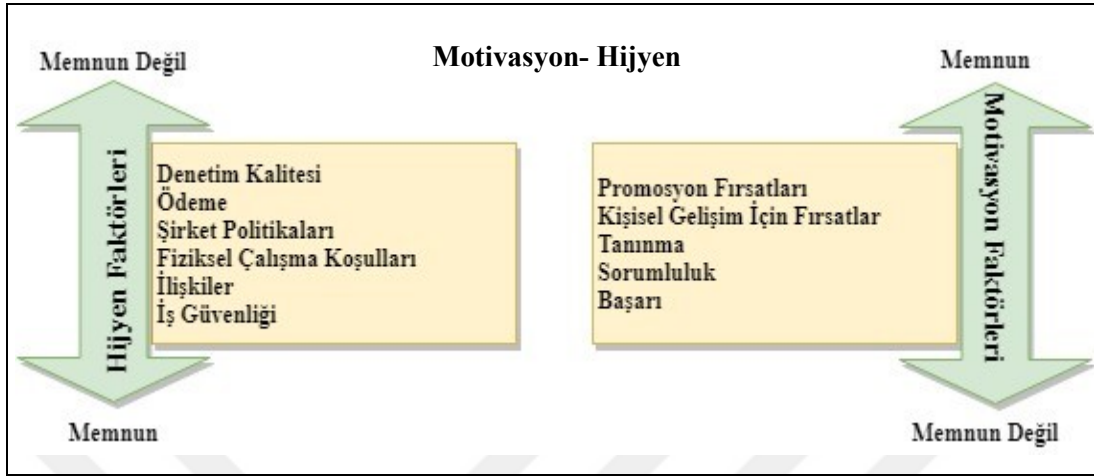 Motivasyon- Hijyen
Memnun Değil
Hijyen Faktörleri
Denetim Kalitesi
Ödeme
Şirket Politikaları
Fiziksel Çalışma Koşulları
İlişkiler
İş Güvenliği
Memnun
Memnun
Motivasyon Faktörleri
Promosyon Fırsatları
Kişisel Gelişim İçin Fırsatlar
Tanınma
Sorumluluk
Başarı
Memnun Değil